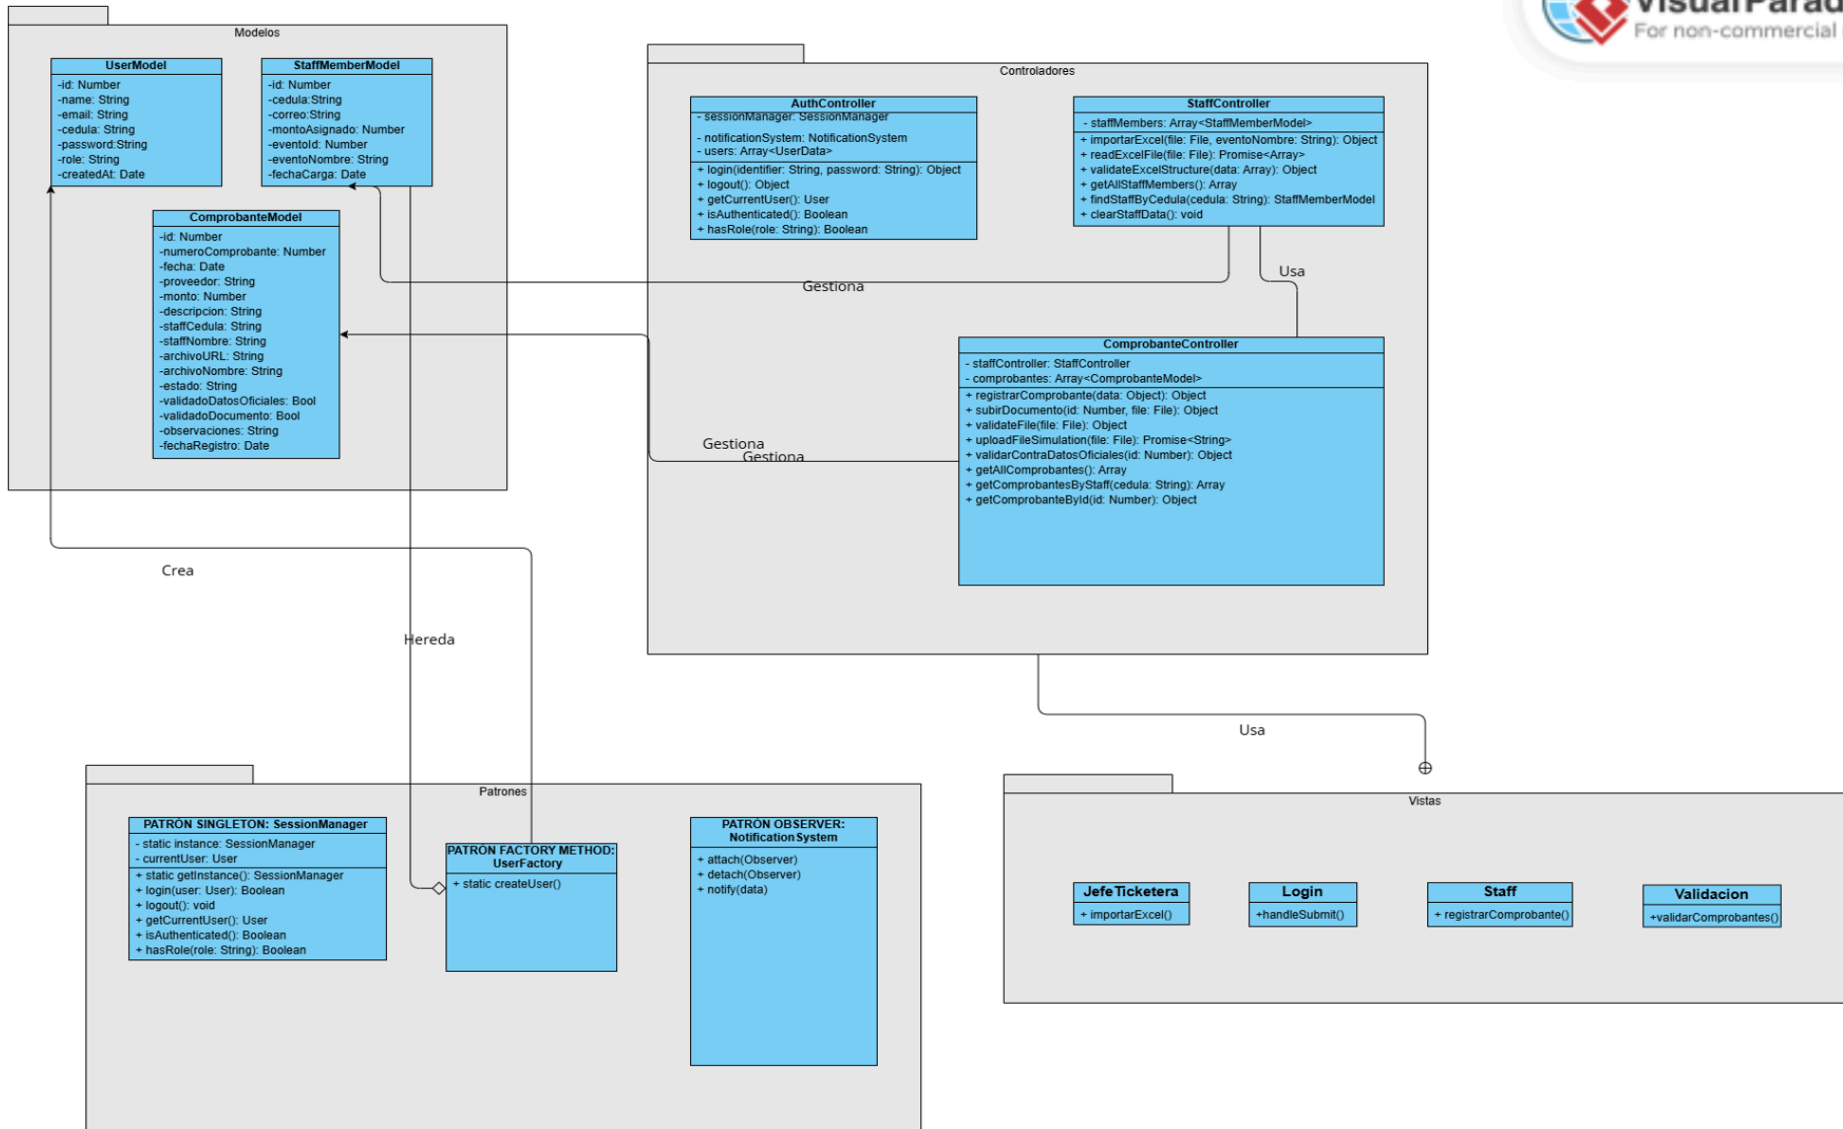 VisualParad
For non-commercial
Modelos
UserModel
-id: Number
-name: String
-email: String
-cedula: String
-password:String
-role: String
-createdAt: Date
StaffMemberModel
-id: Number
-cedula:String
-correo:String
-montoAsignado: Number
-eventoId: Number
-eventoNombre: String
-fechaCarga: Date
ComprobanteModel
-id: Number
-numeroComprobante: Number
-fecha: Date
-proveedor: String
-monto: Number
-descripcion: String
-staffCedula: String
-staffNombre: String
-archivoURL: String
-archivoNombre: String
-estado: String
-validadoDatosOficiales: Bool
-validadoDocumento: Bool
-observaciones: String
-fechaRegistro: Date
Controladores
AuthController
- sessionManager: SessionManager
- notificationSystem: NotificationSystem
- users: Array<UserData>
+ login(identifier: String, password: String): Object
+ logout(): Object
+ getCurrentUser(): User
+ isAuthenticated(): Boolean
+ hasRole(role: String): Boolean
StaffController
- staffMembers: Array<StaffMemberModel>
+ importarExcel(file: File, eventoNombre: String): Object
+ readExcelFile(file: File): Promise<Array>
+ validateExcelStructure(data: Array): Object
+ getAllStaffMembers(): Array
+ findStaffByCedula(cedula: String): StaffMemberModel
+ clearStaffData(): void
Usa
Gestiona
ComprobanteController
- staffController: StaffController
- comprobantes: Array<ComprobanteModel>
+ registrarComprobante(data: Object): Object
+ subirDocumento(id: Number, file: File): Object
+ validateFile(file: File): Object
+ uploadFileSimulation(file: File): Promise<String>
+ validarContraDatosOficiales(id: Number): Object
+ getAllComprobantes(): Array
+ getComprobantesByStaff(cedula: String): Array
+ getComprobanteById(id: Number): Object
Gestiona
Gestiona
Crea
Hereda
Usa
Patrones
PATRÓN SINGLETON: SessionManager
- static instance: SessionManager
- currentUser: User
+ static getInstance(): SessionManager
+ login(user: User): Boolean
+ logout(): void
+ getCurrentUser(): User
+ isAuthenticated(): Boolean
+ hasRole(role: String): Boolean
PATRÓN FACTORY METHOD:
UserFactory
+ static createUser()
PATRÓN OBSERVER:
NotificationSystem
+ attach(Observer)
+ detach(Observer)
+ notify(data)
Vistas
JefeTicketera
+ importarExcel()
Login
+handleSubmit()
Staff
+ registrarComprobante()
Validacion
+validarComprobantes()